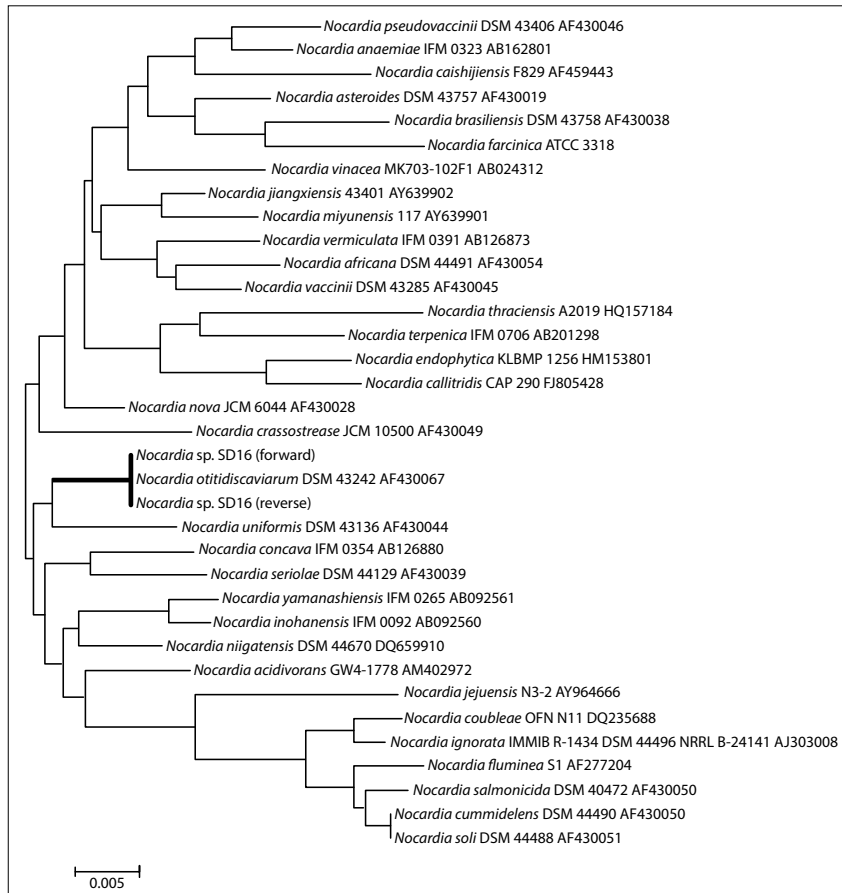 Nocardia pseudovaccinii DSM 43406 AF430046
Nocardia anaemiae IFM 0323 AB162801
Nocardia caishijiensis F829 AF459443
Nocardia asteroides DSM 43757 AF430019
Nocardia brasiliensis DSM 43758 AF430038
Nocardia farcinica ATCC 3318
Nocardia vinacea MK703-102F1 AB024312
Nocardia jiangxiensis 43401 AY639902
Nocardia miyunensis 117 AY639901
Nocardia vermiculata IFM 0391 AB126873
Nocardia africana DSM 44491 AF430054
Nocardia vaccinii DSM 43285 AF430045
Nocardia thraciensis A2019 HQ157184
Nocardia terpenica IFM 0706 AB201298
Nocardia endophytica KLBMP 1256 HM153801
Nocardia callitridis CAP 290 FJ805428
Nocardia nova JCM 6044 AF430028
Nocardia crassostrease JCM 10500 AF430049
Nocardia sp. SD16 (forward)
Nocardia otitidiscaviarum DSM 43242 AF430067
Nocardia sp. SD16 (reverse)
Nocardia uniformis DSM 43136 AF430044
Nocardia concava IFM 0354 AB126880
Nocardia seriolae DSM 44129 AF430039
Nocardia yamanashiensis IFM 0265 AB092561
Nocardia inohanensis IFM 0092 AB092560
Nocardia niigatensis DSM 44670 DQ659910
Nocardia acidivorans GW4-1778 AM402972
Nocardia jejuensis N3-2 AY964666
Nocardia coubleae OFN N11 DQ235688
Nocardia ignorata IMMIB R-1434 DSM 44496 NRRL B-24141 AJ303008
Nocardia fluminea S1 AF277204
Nocardia salmonicida DSM 40472 AF430050
Nocardia cummidelens DSM 44490 AF430050
Nocardia soli DSM 44488 AF430051
0.005